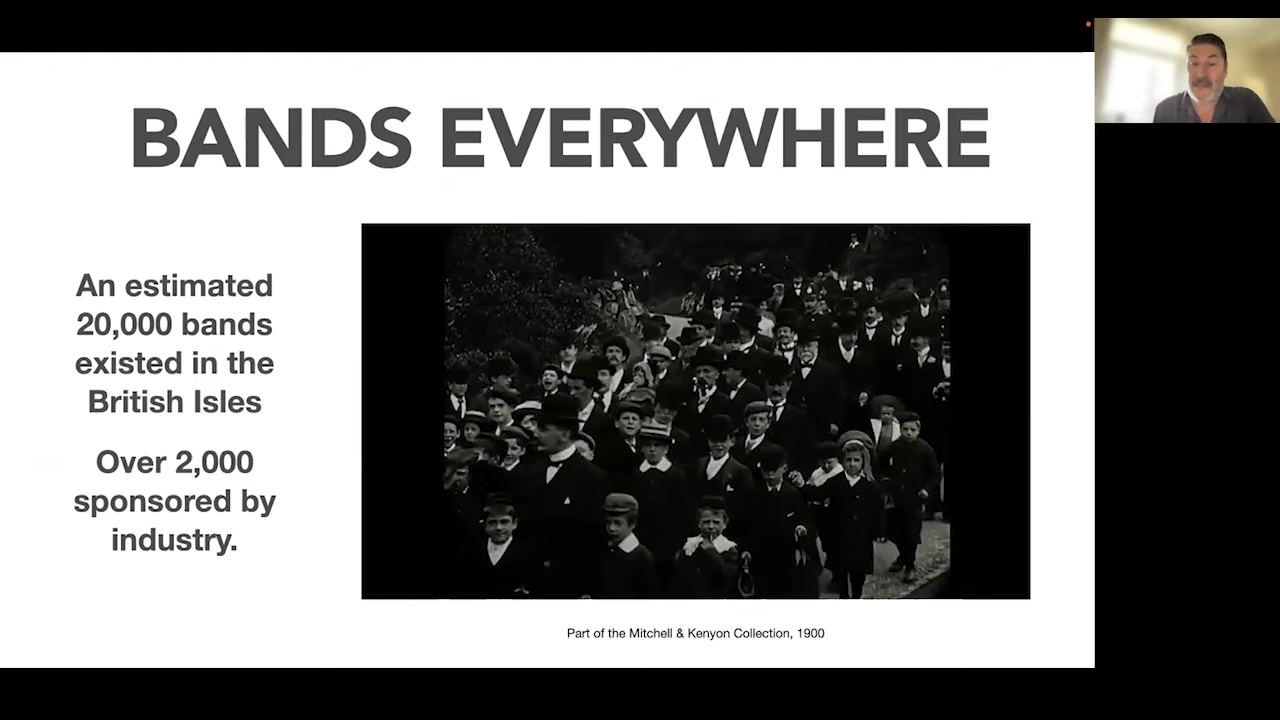 BANDS EVERYWHERE
An estimated
20,000 bands
existed in the
British Isles
Over 2,000
sponsored by
industry.
Part of the Mitchell & Kenyon Collection, 1900